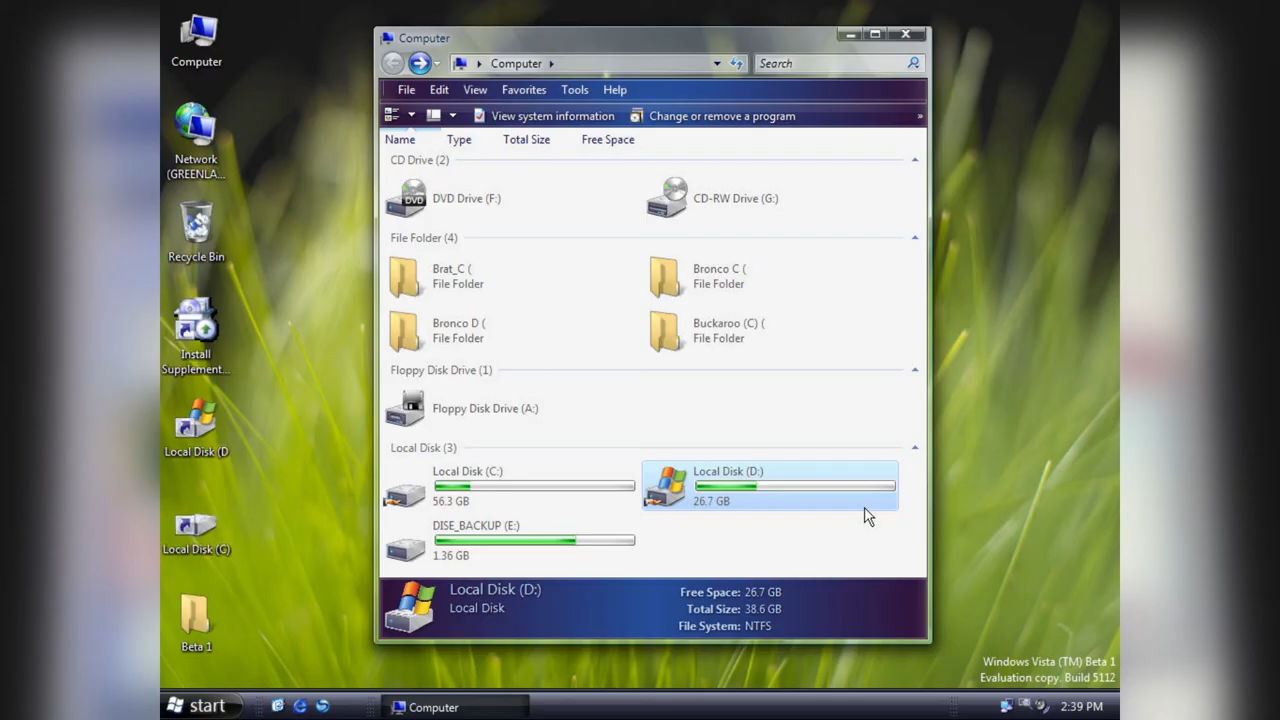 Computer
Network
(GREENLA...
Recycle Bin
Install
Supplement...
Local Disk (D
Local Disk (C)
Beta 1
Computer
Computer
Search
File Edit View Favorites Tools Help
View system information Change or remove a program »
Name Type Total Size Free Space
CD Drive (2)
DVD
DVD Drive (F:) CD-RW Drive (G:)
File Folder (4)
Brat_C ( Bronco C (
File Folder File Folder
Bronco D ( Buckaroo (C) (
File Folder File Folder
Floppy Disk Drive (1)
Floppy Disk Drive (A:)
Local Disk (3)
Local Disk (C:) Local Disk (D:)
56.3 GB 26.7 GB
DISE_BACKUP (E:)
1.36 GB
Local Disk (D:)
Local Disk
Free Space: 26.7 GB
Total Size: 38.6 GB
File System: NTFS
Windows Vista (TM) Beta 1
Evaluation copy. Build 5112
start Computer 2:39 PM